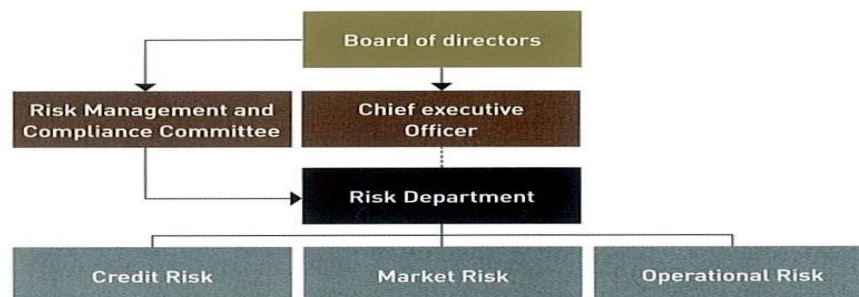 Board of directors
Risk Management and
Compliance Committee
Chief executive
Officer
Risk Department
Credit Risk
Market Risk
Operational Risk